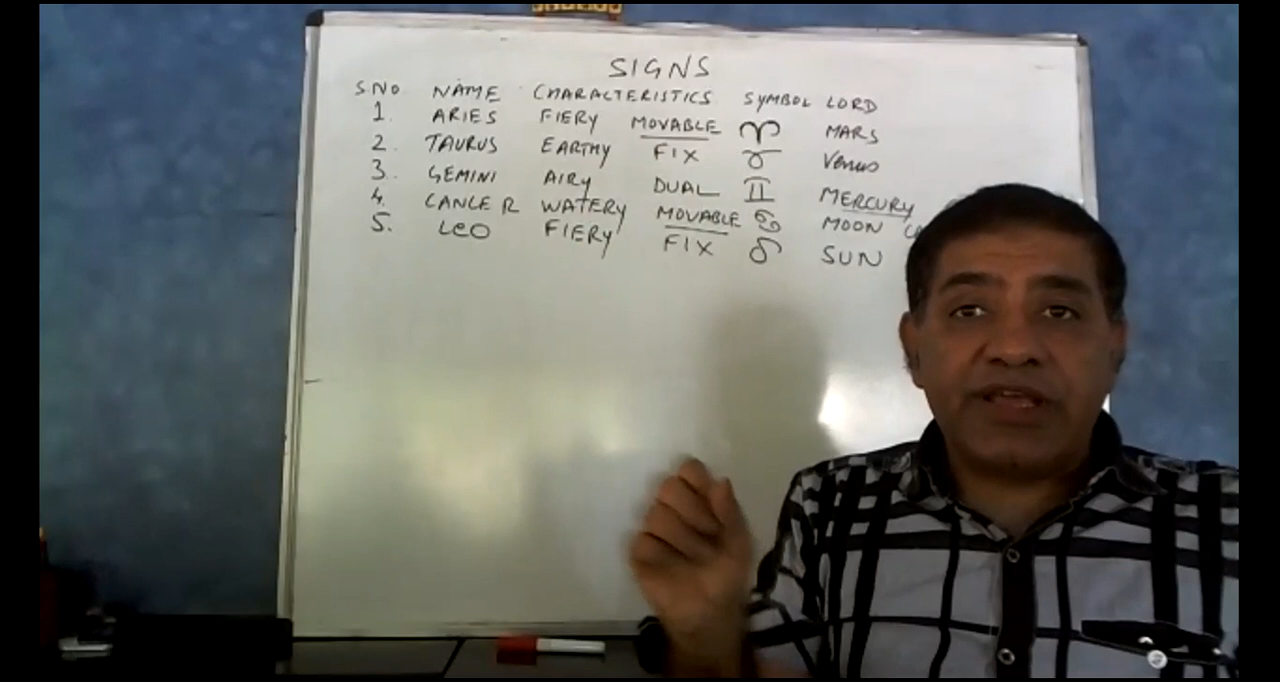 SIGNS
S.NO NAME CHARACTERISTICS SYMBOL LORD
1. ARIES FIERY MOVABLE ♈ MARS
2. TAURUS EARTHY FIX ♉ Venus
3. GEMINI AIRY DUAL ♊ MERCURY
4. CANCER WATERY MOVABLE ♋ MOON
5. LEO FIERY FIX ♌ SUN